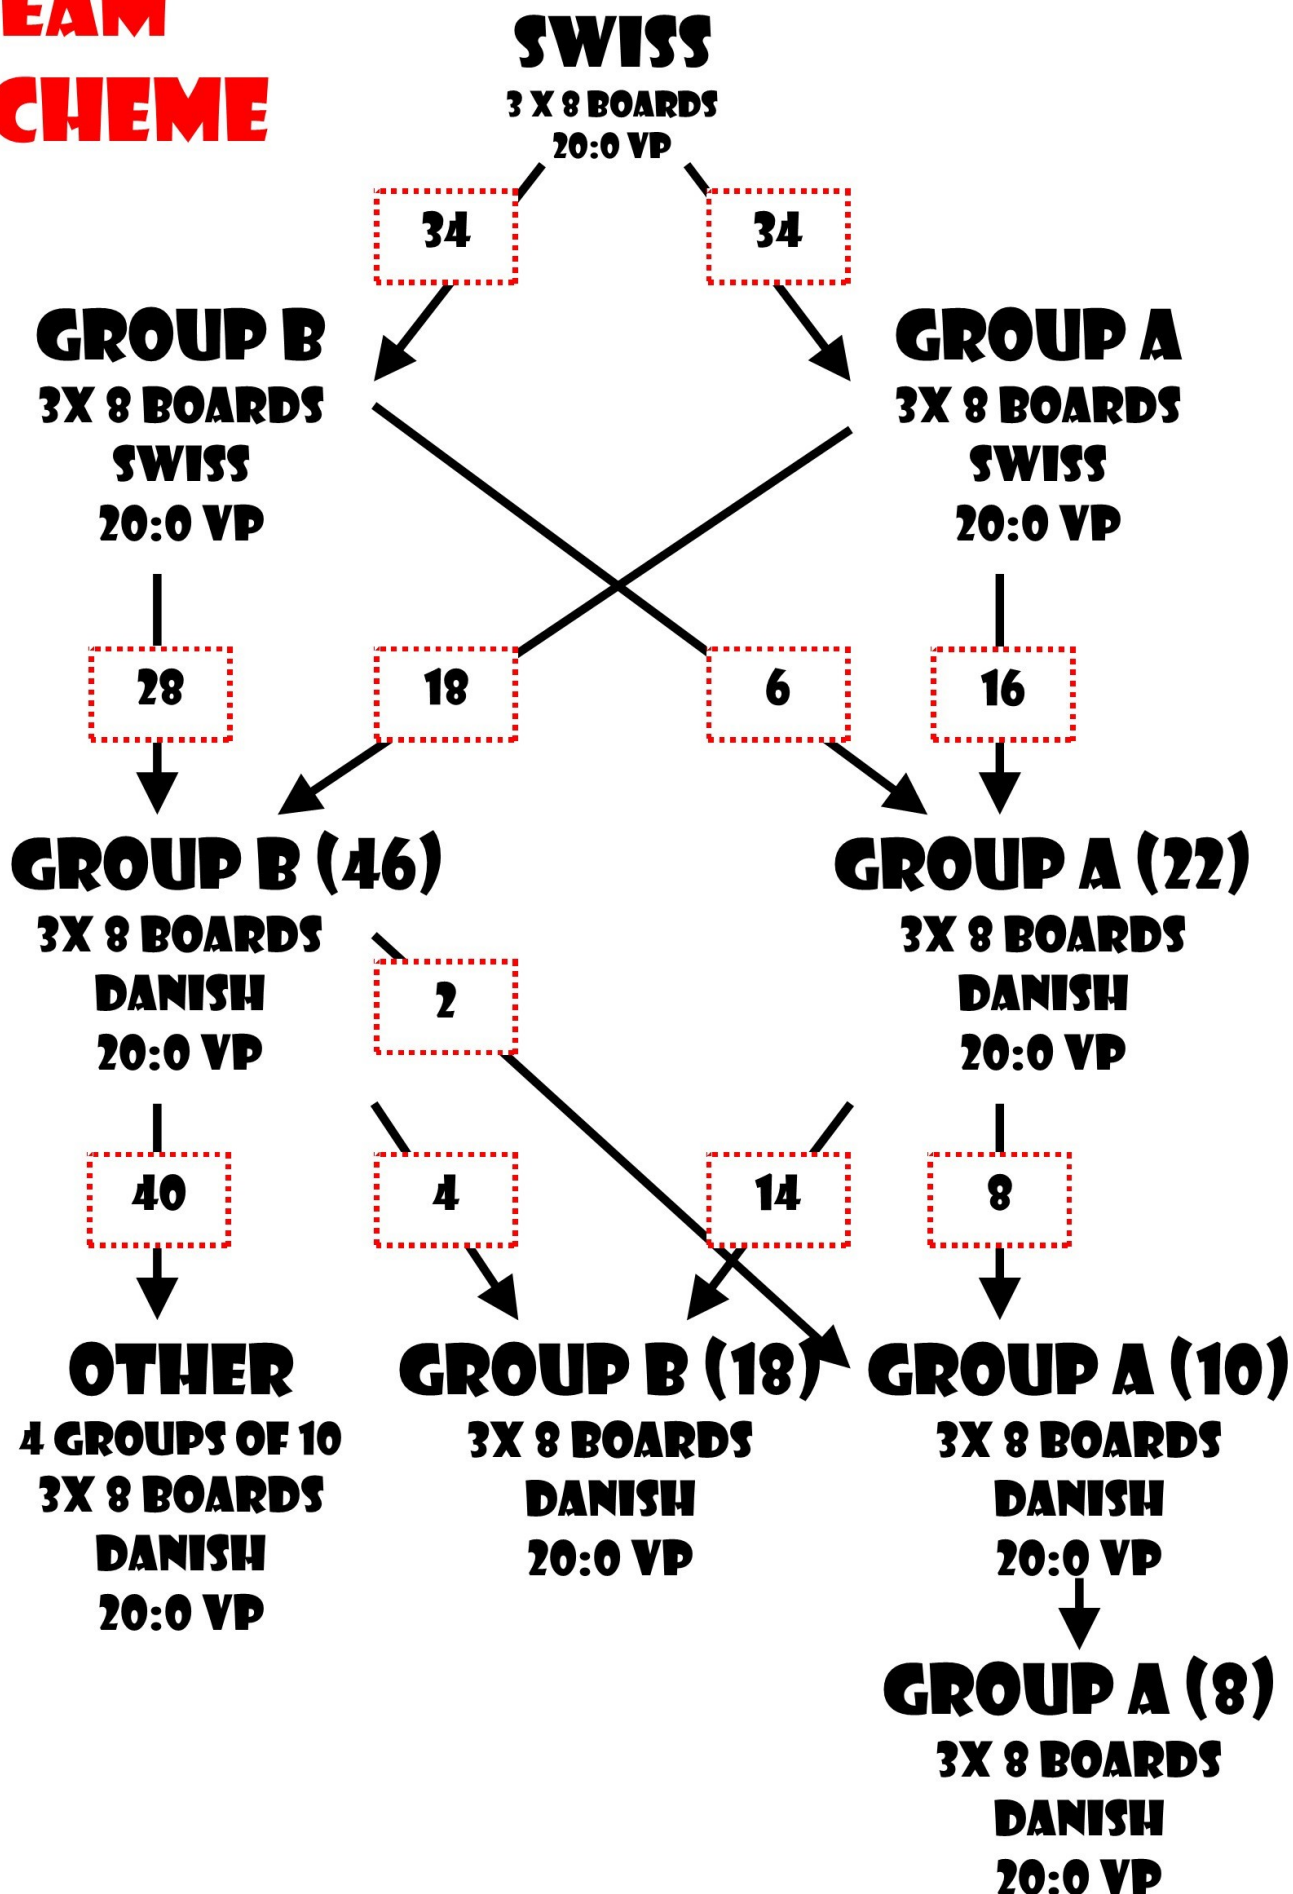 EAM
CHEME
SWISS
3 X 8 BOARDS
20:0 VP
34
34
GROUP B
3X 8 BOARDS
SWISS
20:0 VP
GROUP A
3X 8 BOARDS
SWISS
20:0 VP
28
18
6
16
GROUP B (46)
3X 8 BOARDS
DANISH
20:0 VP
GROUP A (22)
3X 8 BOARDS
DANISH
20:0 VP
2
40
4
14
8
OTHER
4 GROUPS OF 10
3X 8 BOARDS
DANISH
20:0 VP
GROUP B (18)
3X 8 BOARDS
DANISH
20:0 VP
GROUP A (10)
3X 8 BOARDS
DANISH
20:0 VP
GROUP A (8)
3X 8 BOARDS
DANISH
20:0 VP